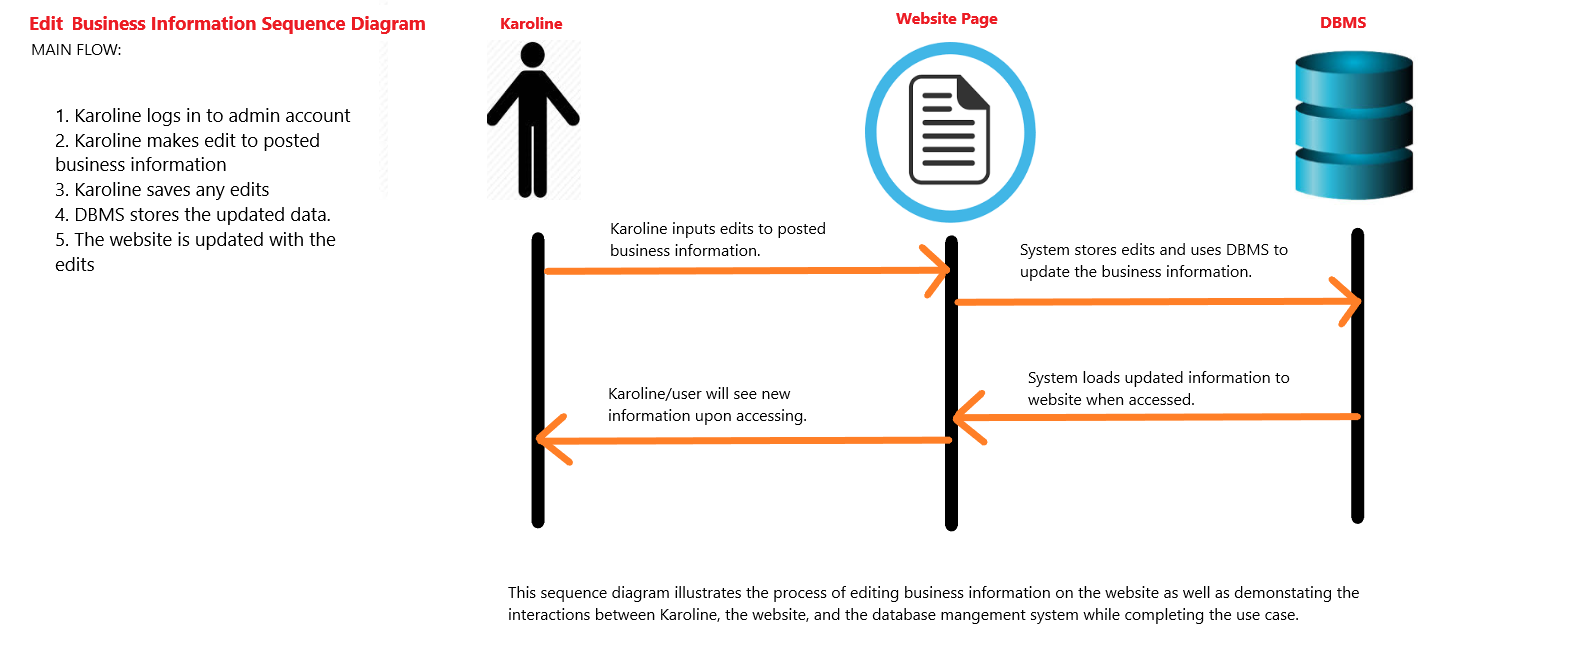 Edit Business Information Sequence Diagram
MAIN FLOW:
1. Karoline logs in to admin account
2. Karoline makes edit to posted
business information
3. Karoline saves any edits
4. DBMS stores the updated data.
5. The website is updated with the
edits
Karoline
Website Page
DBMS
Karoline inputs edits to posted
business information.
System stores edits and uses DBMS to
update the business information.
System loads updated information to
website when accessed.
Karoline/user will see new
information upon accessing.
This sequence diagram illustrates the process of editing business information on the website as well as demonstating the
interactions between Karoline, the website, and the database mangement system while completing the use case.